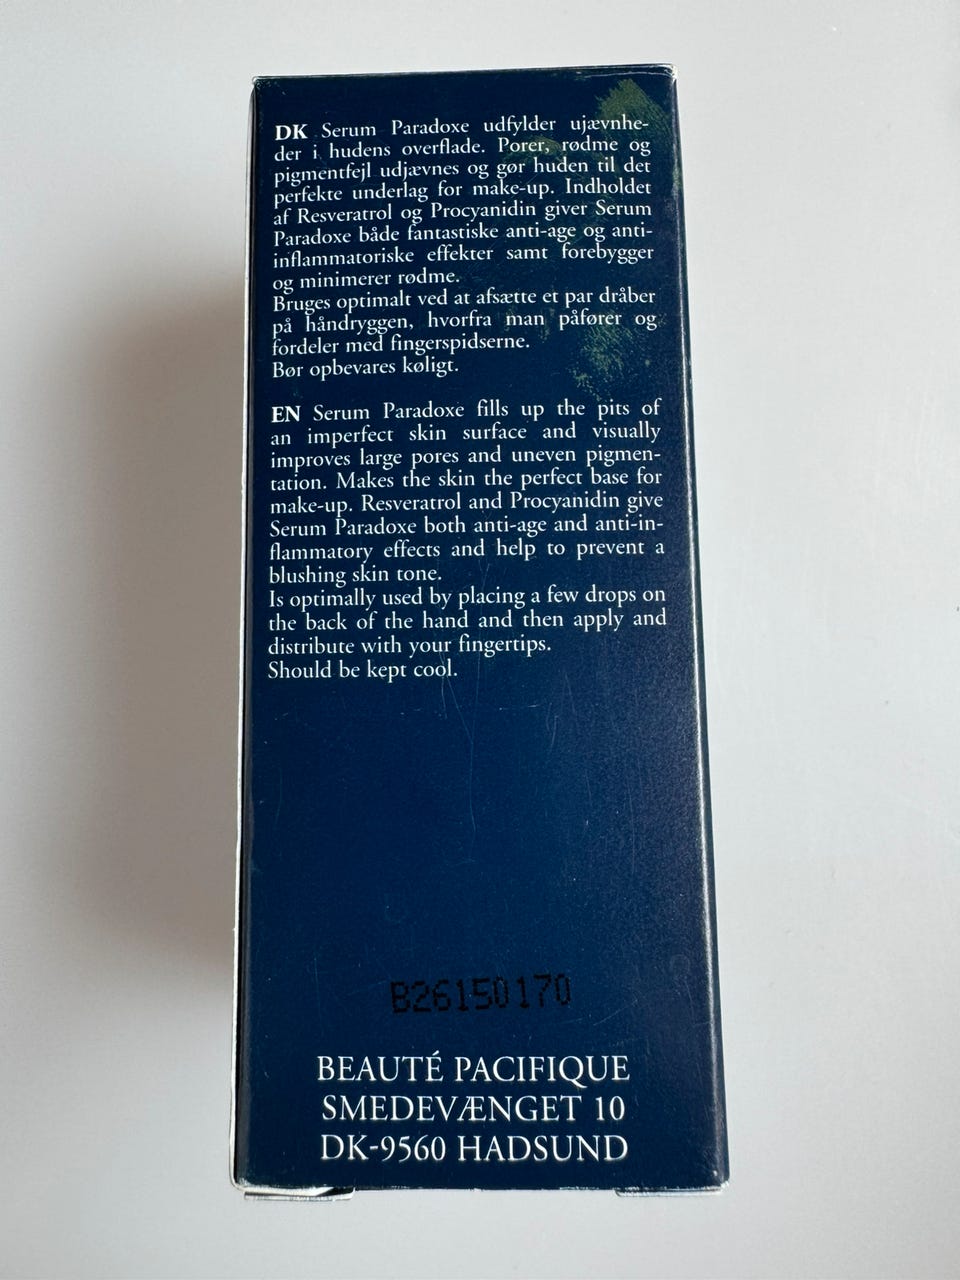 DK Serum Paradoxe udfylder ujævnhe-
der i hudens overflade. Porer, rødme og
pigmentfejl udjævnes og gør huden til det
perfekte underlag for make-up. Indholdet
af Resveratrol og Procyanidin giver Serum
Paradoxe både fantastiske anti-age og anti-
inflammatoriske effekter samt forebygger
og minimerer rødme.
Bruges optimalt ved at afsætte et par dråber
på håndryggen, hvorfra man påfører og
fordeler med fingerspidserne.
Bør opbevares køligt.
EN Serum Paradoxe fills up the pits of
an imperfect skin surface and visually
improves large pores and uneven pigmen-
tation. Makes the skin the perfect base for
make-up. Resveratrol and Procyanidin give
Serum Paradoxe both anti-age and anti-in-
flammatory effects and help to prevent a
blushing skin tone.
Is optimally used by placing a few drops on
the back of the hand and then apply and
distribute with your fingertips.
Should be kept cool.
B26150170
BEAUTÉ PACIFIQUE
SMEDEVÆNGET 10
DK-9560 HADSUND